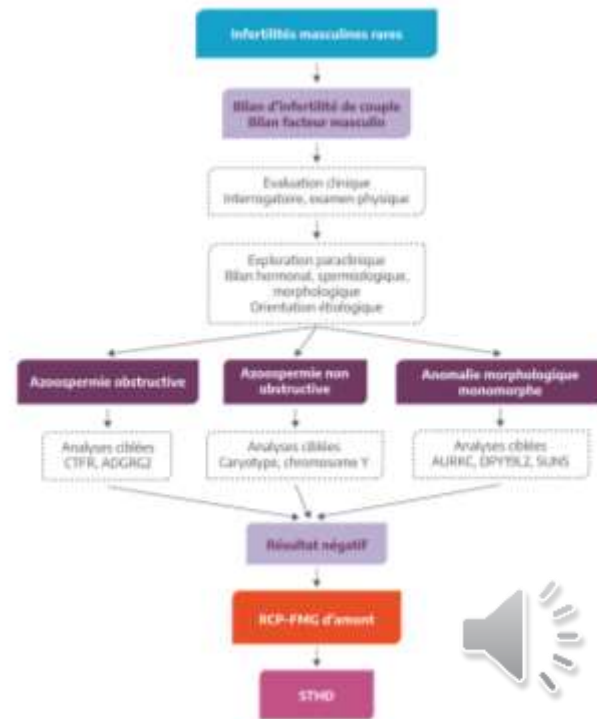 Infertilités masculines rares
Bilan d'infertilité de couple
Bilan facteur masculin
Evaluation clinique
Interrogatoire, examen physique
Exploration paraclinique
Bilan hormonal, spermiologique,
morphologique
Orientation étiologique
Azoospermie obstructive
Azoospermie non
obstructive
Anomalie morphologique
monomorphe
Analyses ciblées
CTFR, ADGRG2
Analyses ciblées
Caryotype, chromosome Y
Analyses ciblées
AURKC, DPY19L2, SUN5
Résultat négatif
RCP-FMG d'amont
STHD